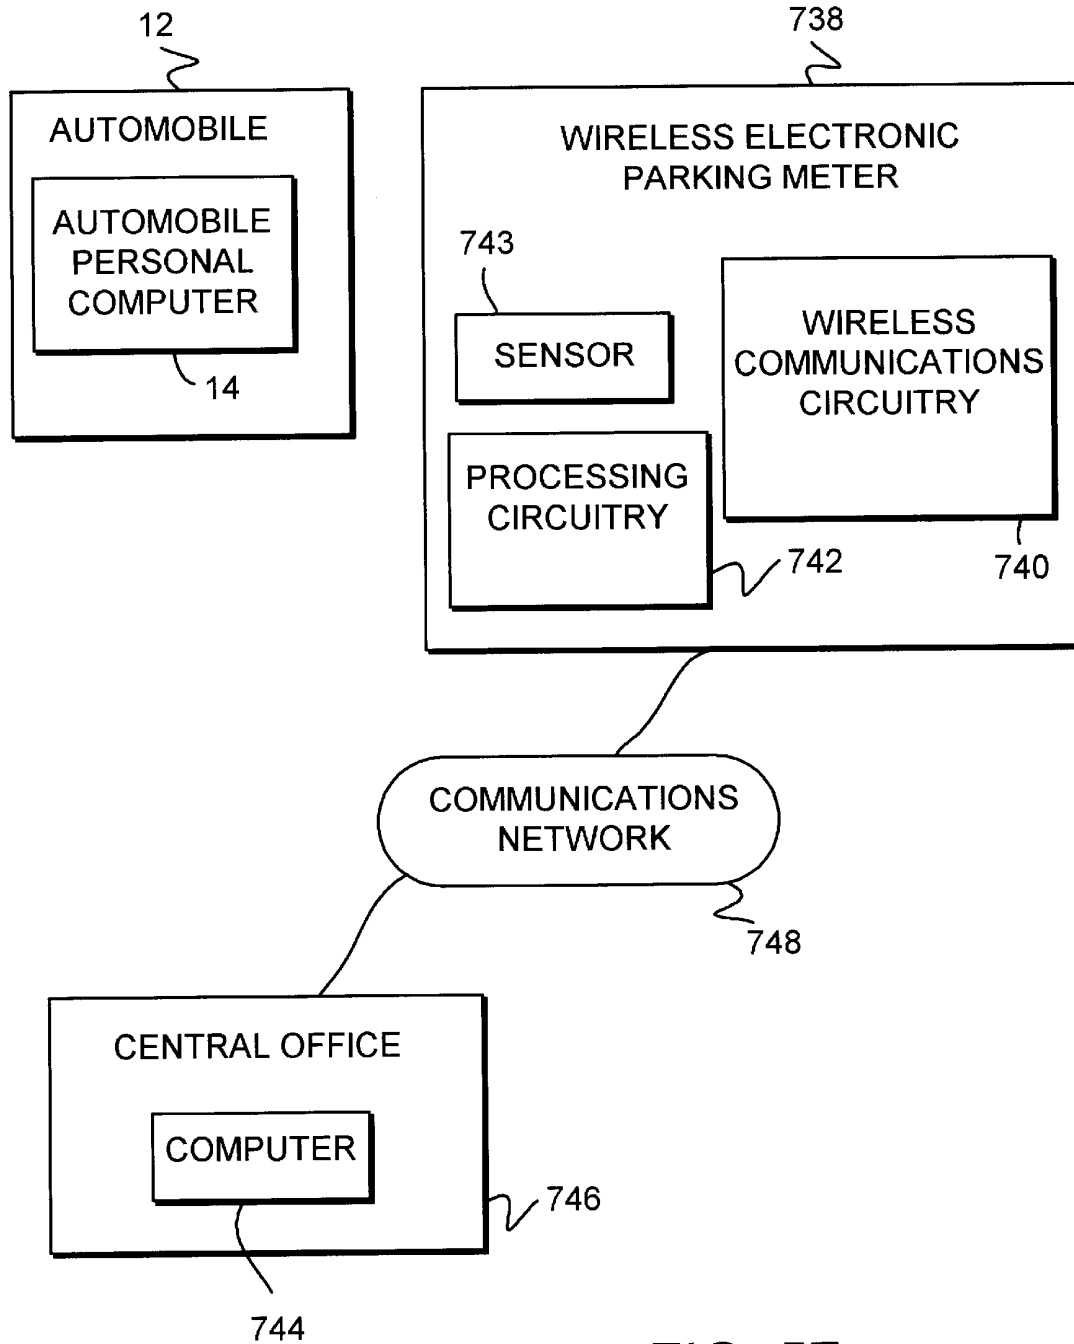 12
738
AUTOMOBILE
AUTOMOBILE
PERSONAL
COMPUTER
14
WIRELESS ELECTRONIC
PARKING METER
743
SENSOR
WIRELESS
COMMUNICATIONS
CIRCUITRY
PROCESSING
CIRCUITRY
742
740
COMMUNICATIONS
NETWORK
748
CENTRAL OFFICE
COMPUTER
746
744